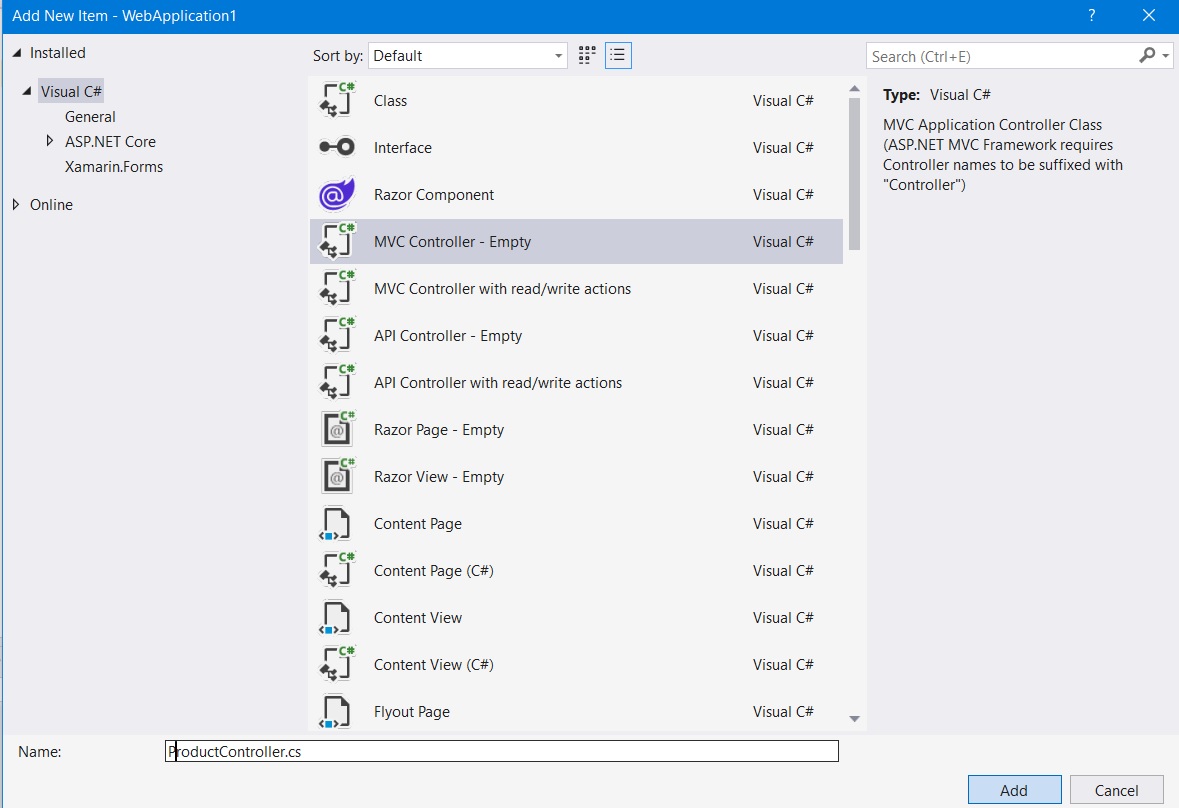 Add New Item - WebApplication1
?
Installed
Sort by: Default
Search (Ctrl+E)
Visual C#
General
ASP.NET Core
Xamarin.Forms
Online
C# Class Visual C#
Interface Visual C#
@ Razor Component Visual C#
C# MVC Controller - Empty Visual C#
C# MVC Controller with read/write actions Visual C#
C# API Controller - Empty Visual C#
C# API Controller with read/write actions Visual C#
C# @ Razor Page - Empty Visual C#
C# @ Razor View - Empty Visual C#
Content Page Visual C#
C# Content Page (C#) Visual C#
Content View Visual C#
C# Content View (C#) Visual C#
Flyout Page Visual C#
Type: Visual C#
MVC Application Controller Class
(ASP.NET MVC Framework requires
Controller names to be suffixed with
"Controller")
Name: ProductController.cs
Add Cancel